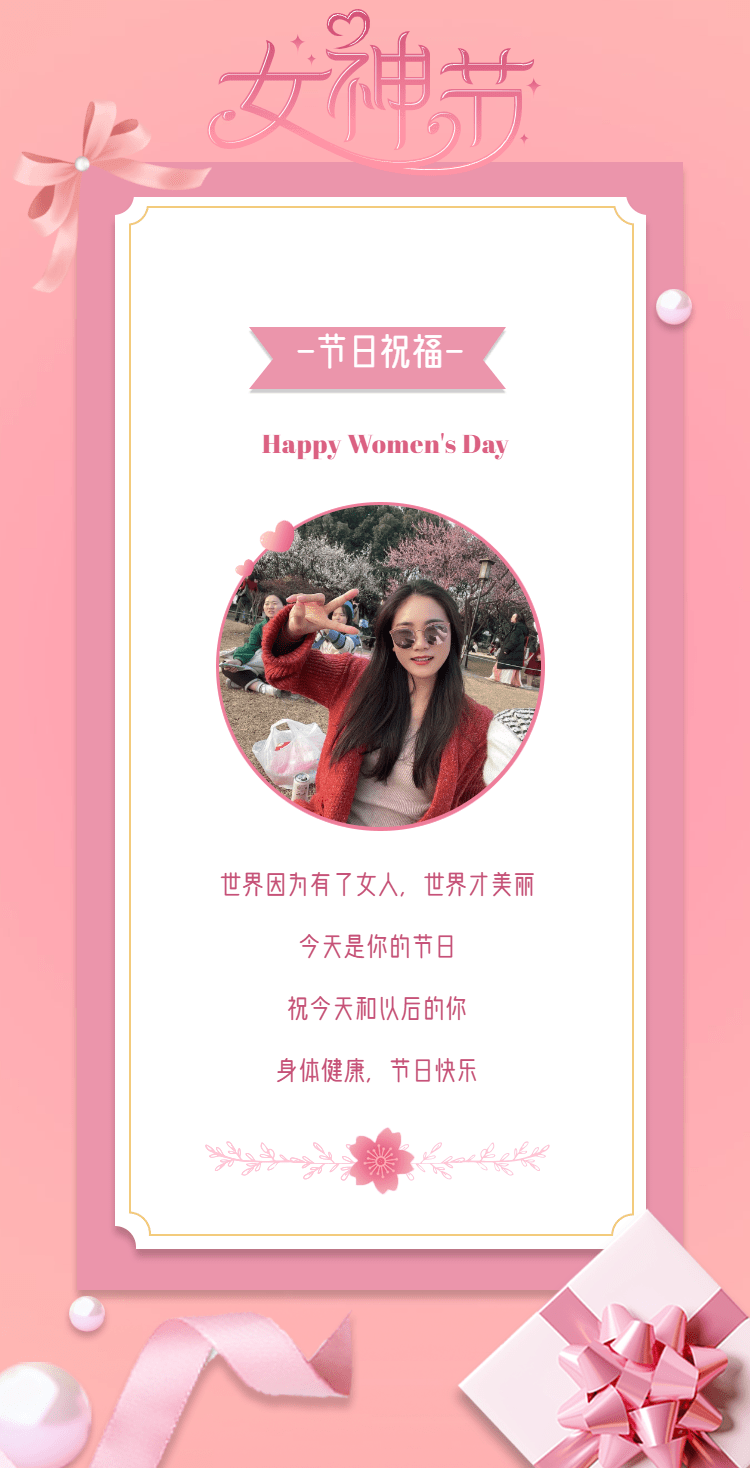 女神节
-节日祝福-
Happy Women's Day
世界因为有了女人，世界才美丽
今天是你的节日
祝今天和以后的你
身体健康，节日快乐